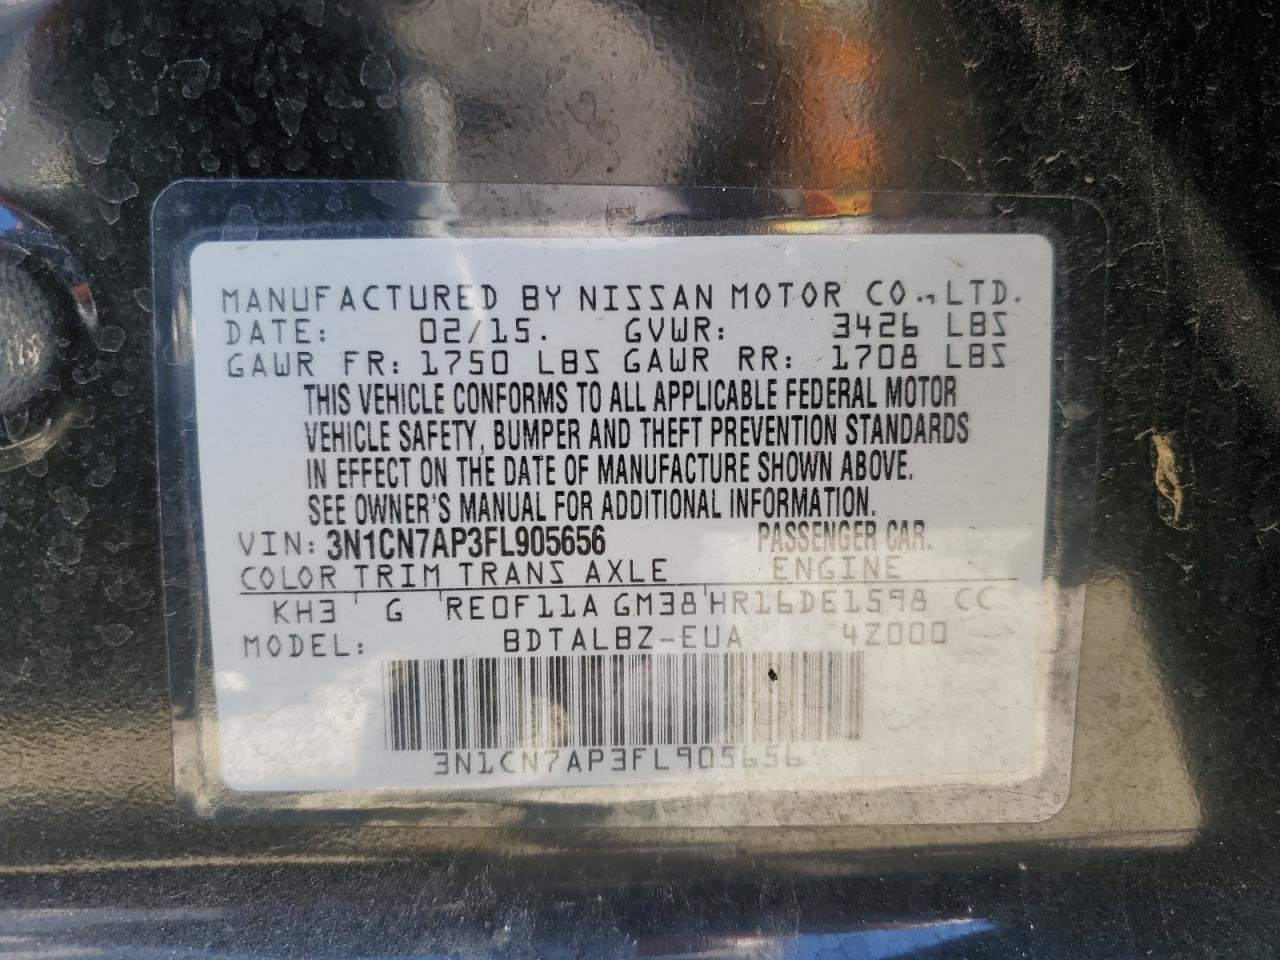 MANUFACTURED BY NISSAN MOTOR CO., LTD.
DATE: 02/15. GVWR: 3426 LBS
GAWR FR: 1750 LBS GAWR RR: 1708 LBS
THIS VEHICLE CONFORMS TO ALL APPLICABLE FEDERAL MOTOR
VEHICLE SAFETY, BUMPER AND THEFT PREVENTION STANDARDS
IN EFFECT ON THE DATE OF MANUFACTURE SHOWN ABOVE.
SEE OWNER'S MANUAL FOR ADDITIONAL INFORMATION.
VIN: 3N1CN7AP3FL905656 PASSENGER CAR.
COLOR TRIM TRANS AXLE ENGINE
KH3 G RE0F11A GM38 HR16DE1598 CC
MODEL: BDTALBZ-EUA 4Z000
3N1CN7AP3FL905656